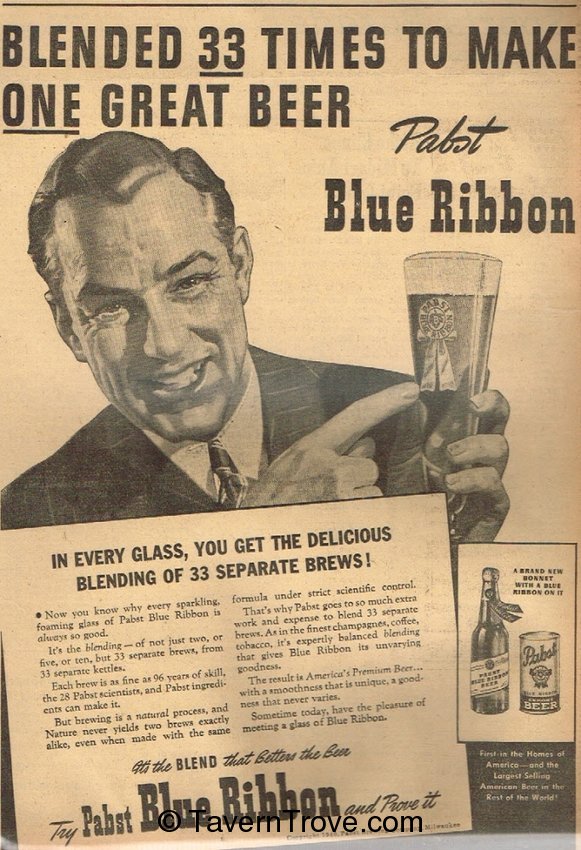 BLENDED 33 TIMES TO MAKE
ONE GREAT BEER
Pabst
Blue Ribbon
IN EVERY GLASS, YOU GET THE DELICIOUS
BLENDING OF 33 SEPARATE BREWS!
• Now you know why every sparkling,
foaming glass of Pabst Blue Ribbon is
always so good.
It's the blending—of not just two, or
five, or ten, but 33 separate brews, from
33 separate kettles.
Each brew is as fine as 96 years of skill,
the 28 Pabst scientists, and Pabst ingredi-
ents can make it.
But brewing is a natural process, and
Nature never yields two brews exactly
alike, even when made with the same
formula under strict scientific control.
That's why Pabst goes to so much extra
work and expense to blend 33 separate
brews. As in the finest champagnes, coffee,
tobacco, it's expertly balanced blending
that gives Blue Ribbon its unvarying
goodness.
The result is America's Premium Beer...
with a smoothness that is unique, a good-
ness that never varies.
Sometime today, have the pleasure of
meeting a glass of Blue Ribbon.
It's the BLEND that Betters the Beer
Try Pabst Blue Ribbon and Prove it
A BRAND NEW
BONNET
WITH A BLUE
RIBBON ON IT
PABST
BLUE RIBBON
BEER
Pabst
BLUE RIBBON
BEER
First in the Homes of
America—and the
Largest Selling
American Beer in the
Rest of the World!
Milwaukee
© TavernTrove.com